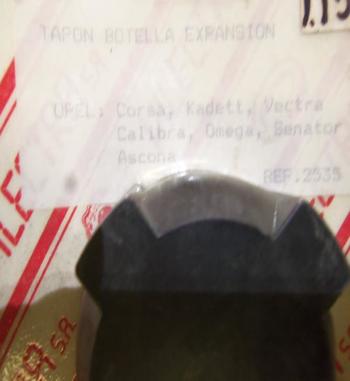 TAPON BOTELLA EXPANSION
OPEL: Corsa, Kadett, Vectra
Calibra, Omega, Senator
Ascona
REF.2535
S.A.